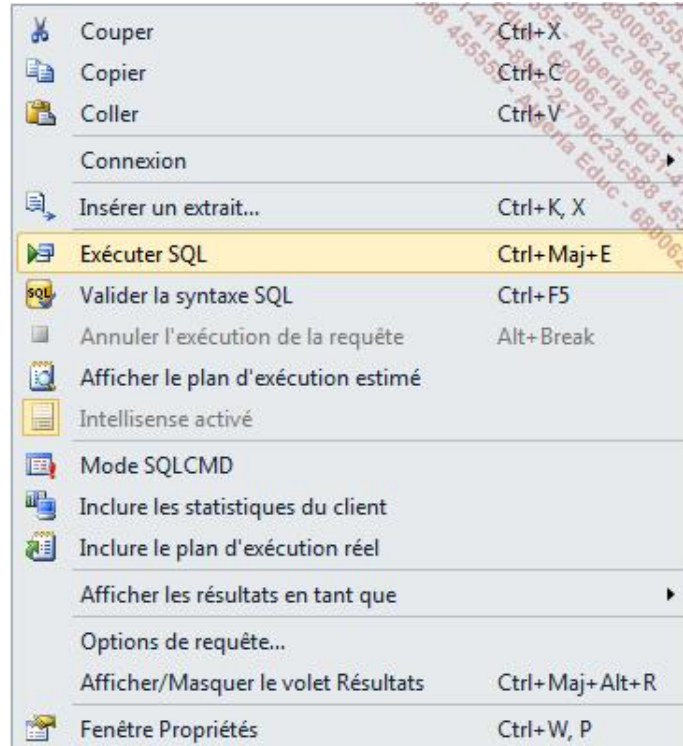 Couper Ctrl+X
Copier Ctrl+C
Coller Ctrl+V
Connexion
Insérer un extrait... Ctrl+K, X
Exécuter SQL Ctrl+Maj+E
Valider la syntaxe SQL Ctrl+F5
Annuler l'exécution de la requête Alt+Break
Afficher le plan d'exécution estimé
Intellisense activé
Mode SQLCMD
Inclure les statistiques du client
Inclure le plan d'exécution réel
Afficher les résultats en tant que
Options de requête...
Afficher/Masquer le volet Résultats Ctrl+Maj+Alt+R
Fenêtre Propriétés Ctrl+W, P